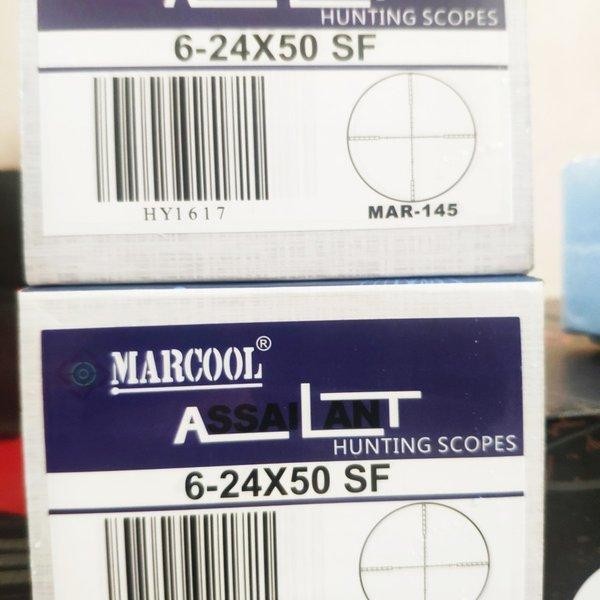 HUNTING SCOPES
6-24X50 SF
HY1617
MAR-145
MARCOOL®
ASSAILANT
HUNTING SCOPES
6-24X50 SF